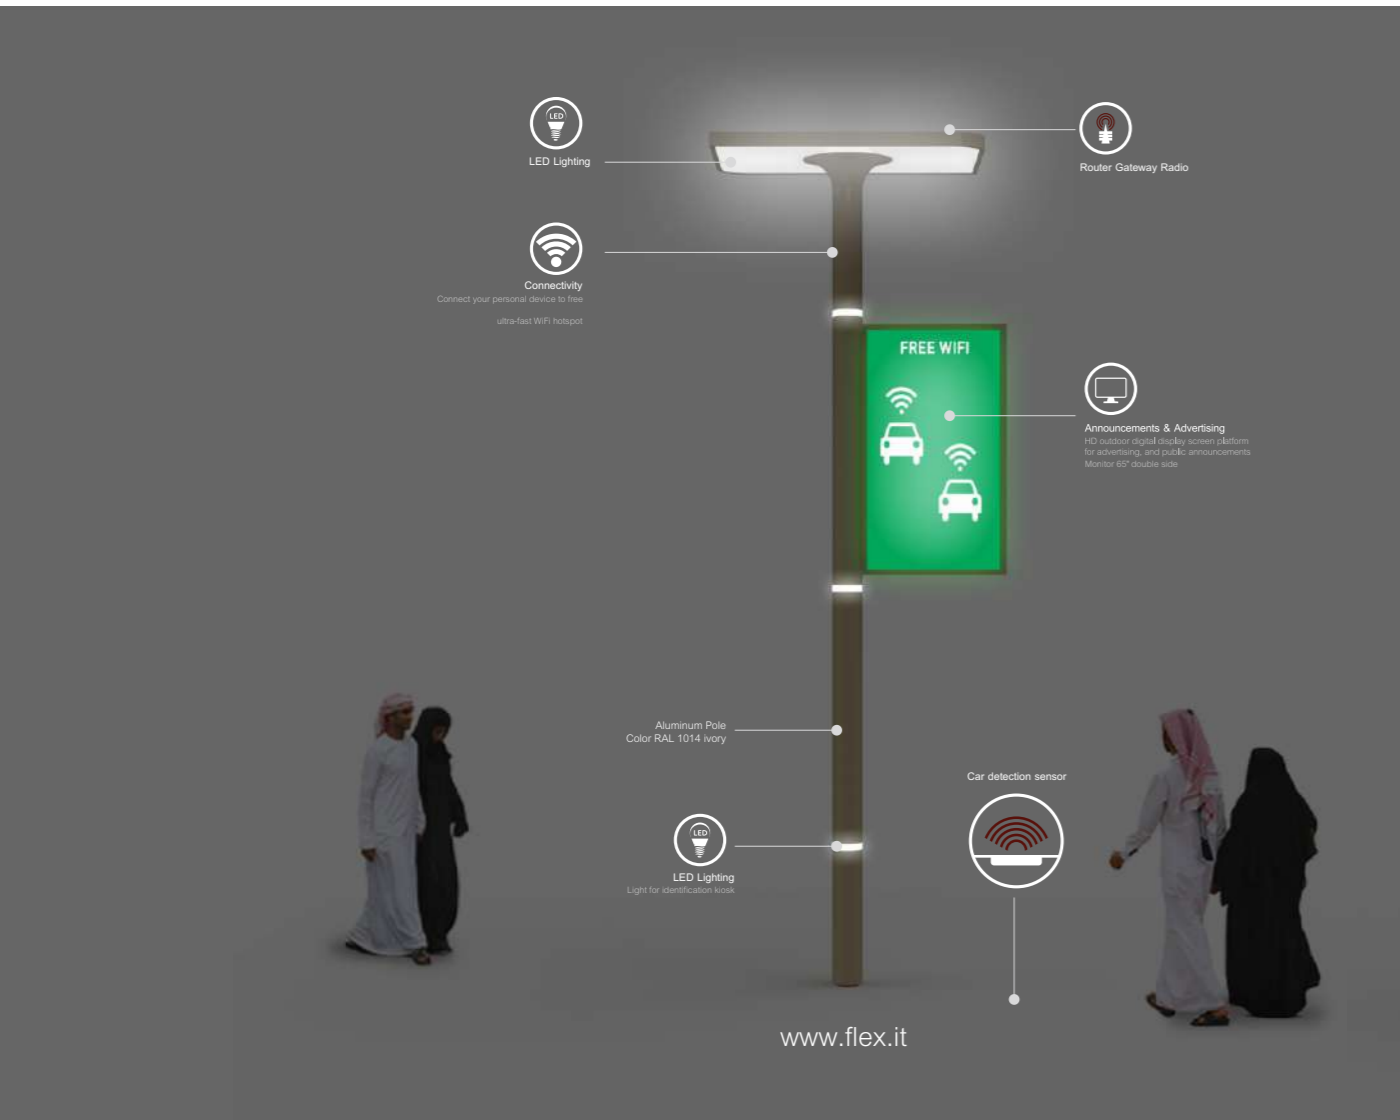 LED
LED Lighting
Router Gateway Radio
Connectivity
Connect your personal device to free
ultra-fast WiFi hotspot
FREE WIFI
Announcements & Advertising
HD outdoor digital display screen platform
for advertising, and public announcements
Monitor 65" double side
Aluminum Pole
Color RAL 1014 ivory
Car detection sensor
LED
LED Lighting
Light for identification kiosk
www.flex.it